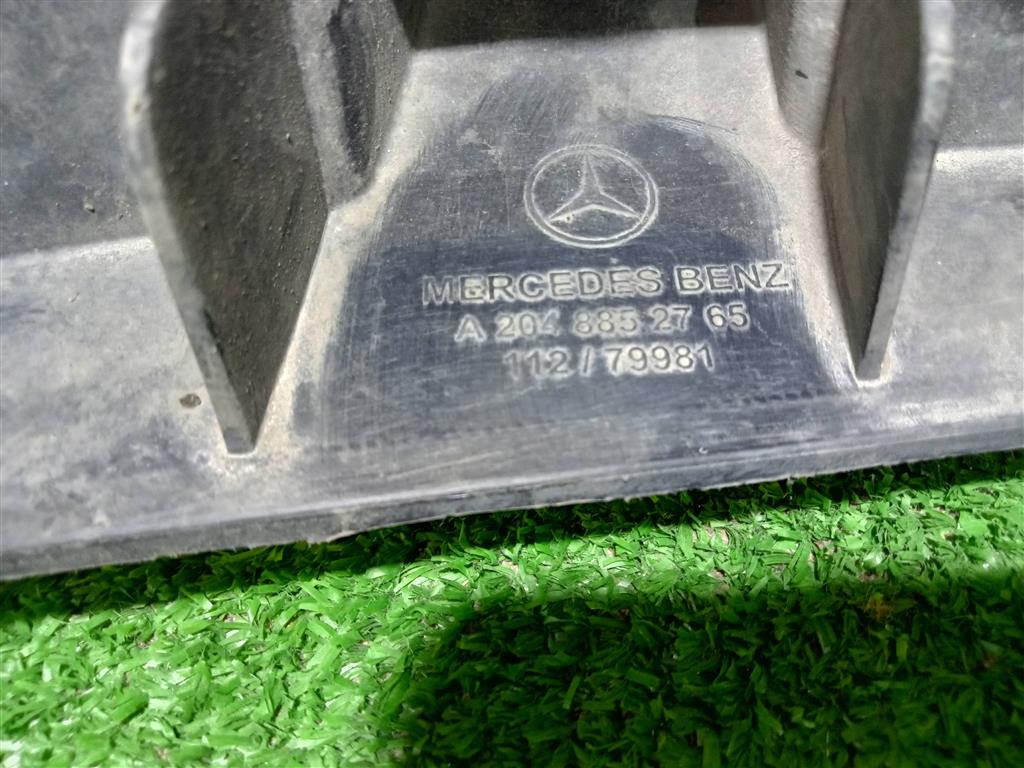 MERCEDES BENZ
A 204 885 27 65
112 / 79981